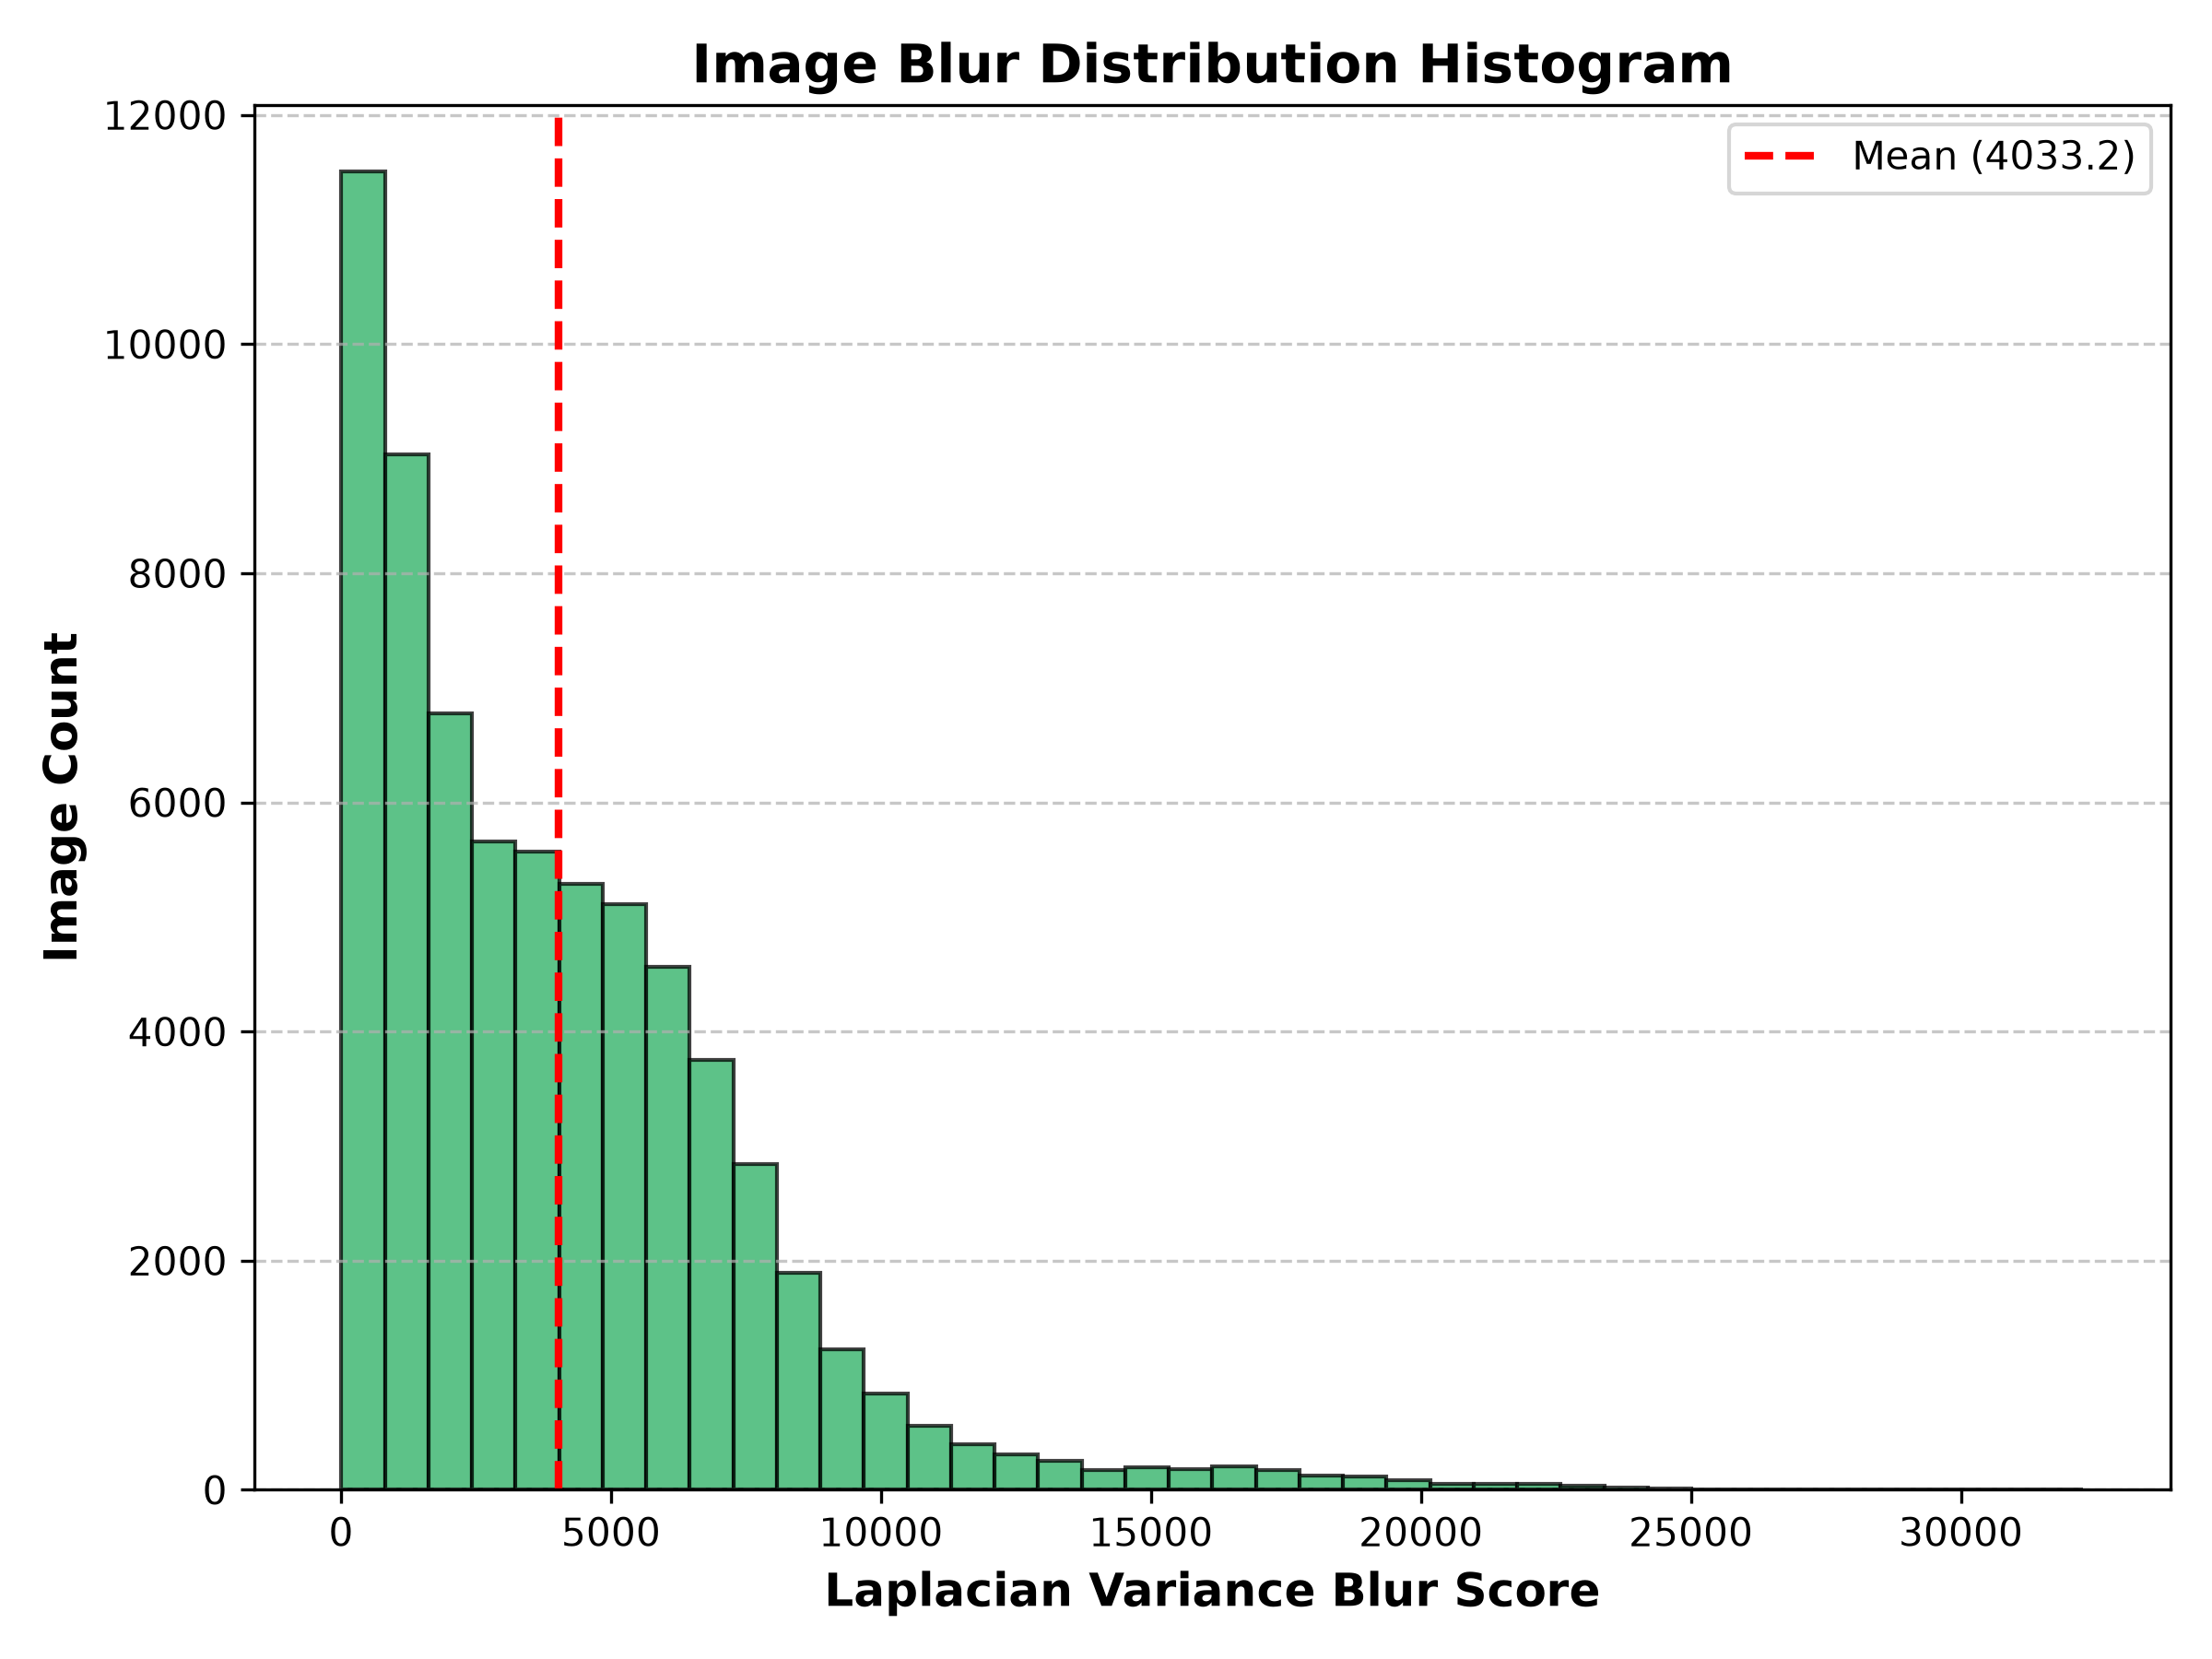 Image Blur Distribution Histogram
Mean (4033.2)
Image Count
12000
10000
8000
6000
4000
2000
0
0 5000 10000 15000 20000 25000 30000
Laplacian Variance Blur Score